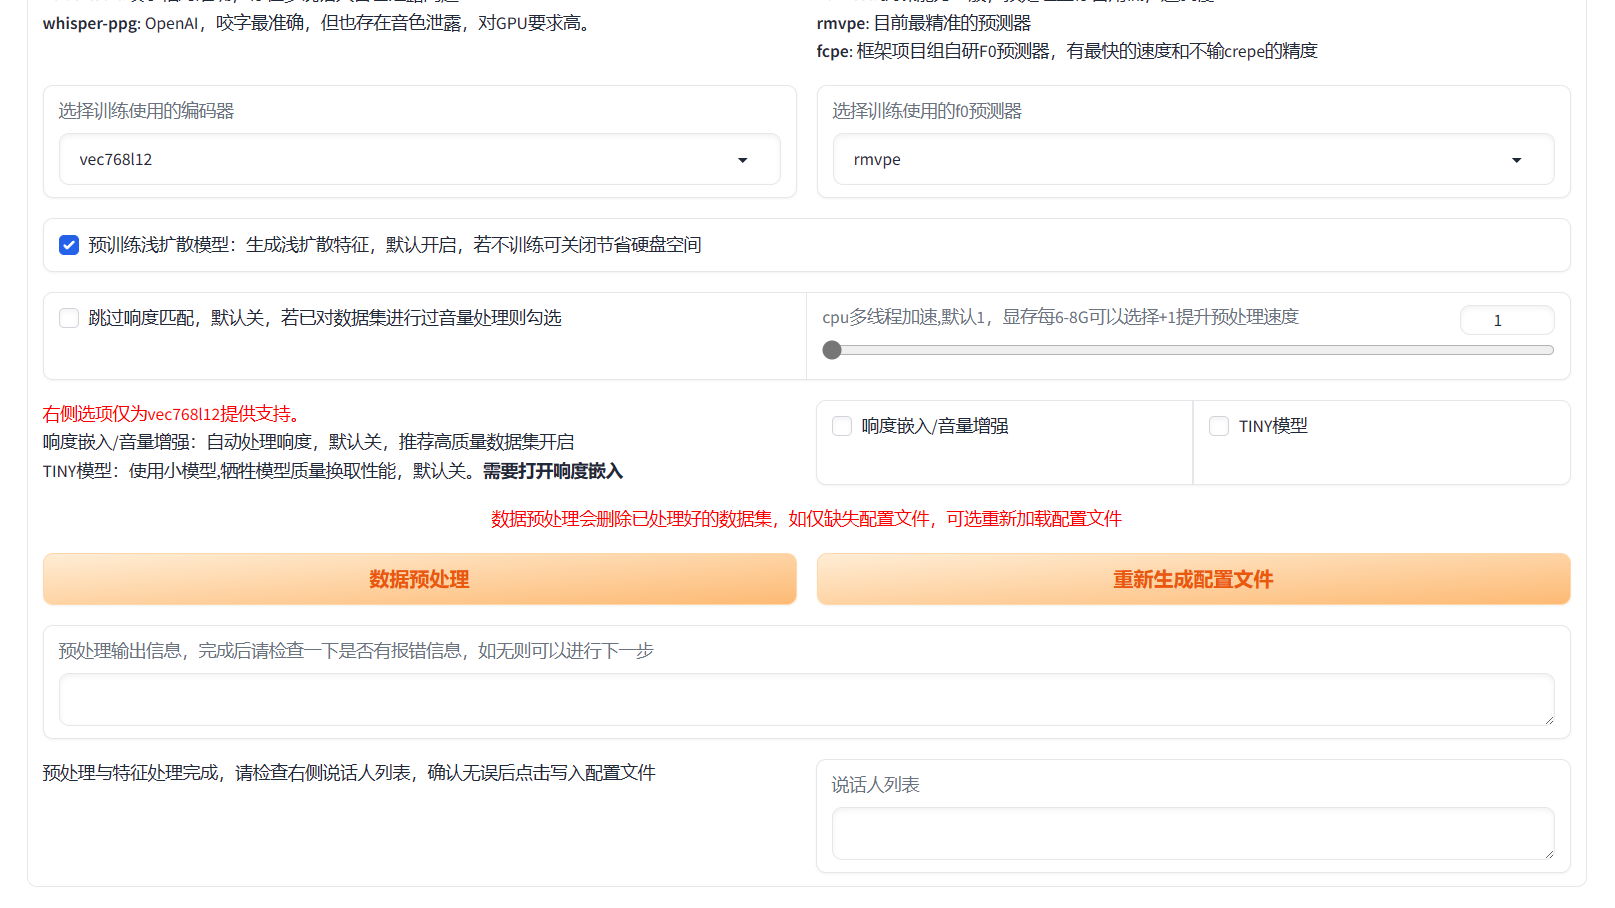 whisper-ppg: OpenAI，咬字最准确，但也存在音色泄露，对GPU要求高。
rmvpe: 目前最精准的预测器
fcpe: 框架项目组自研F0预测器，有最快的速度和不输crepe的精度
选择训练使用的编码器
vec768l12
选择训练使用的f0预测器
rmvpe
预训练浅扩散模型：生成浅扩散特征，默认开启，若不训练可关闭节省硬盘空间
跳过响度匹配，默认关，若已对数据集进行过音量处理则勾选
cpu多线程加速,默认1，显存每6-8G可以选择+1提升预处理速度
1
右侧选项仅为vec768l12提供支持。
响度嵌入/音量增强：自动处理响度，默认关，推荐高质量数据集开启
TINY模型：使用小模型,牺牲模型质量换取性能，默认关。需要打开响度嵌入
响度嵌入/音量增强
TINY模型
数据预处理会删除已处理好的数据集，如仅缺失配置文件，可选重新加载配置文件
数据预处理
重新生成配置文件
预处理输出信息，完成后请检查一下是否有报错信息，如无则可以进行下一步
预处理与特征处理完成，请检查右侧说话人列表，确认无误后点击写入配置文件
说话人列表